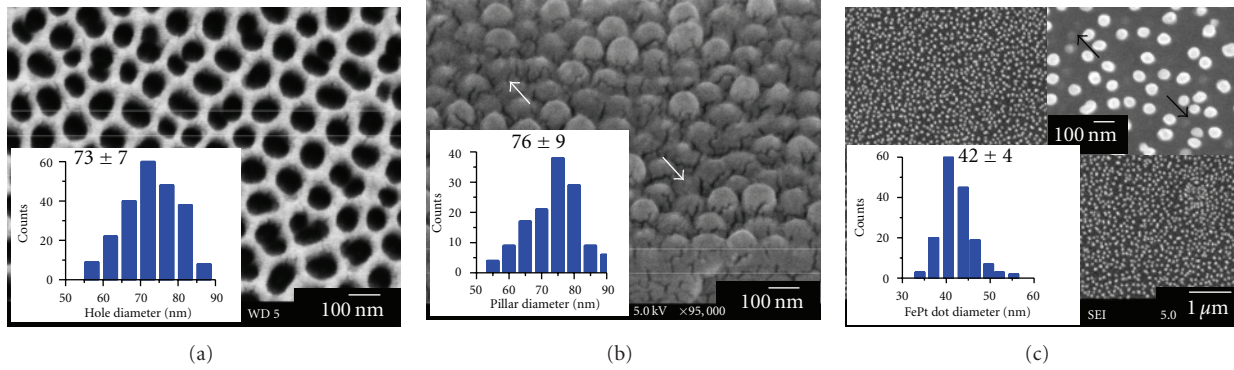 73 ± 7
60
40
20
0
Counts
50 60 70 80 90
Hole diameter (nm)
WD 5
100 nm
(a)
76 ± 9
40
30
20
10
0
Counts
50 60 70 80 90
Pillar diameter (nm)
5.0 kV ×95,000
100 nm
(b)
100 nm
42 ± 4
60
40
20
0
Counts
30 40 50 60
FePt dot diameter (nm)
SEI 5.0
1 µm
(c)